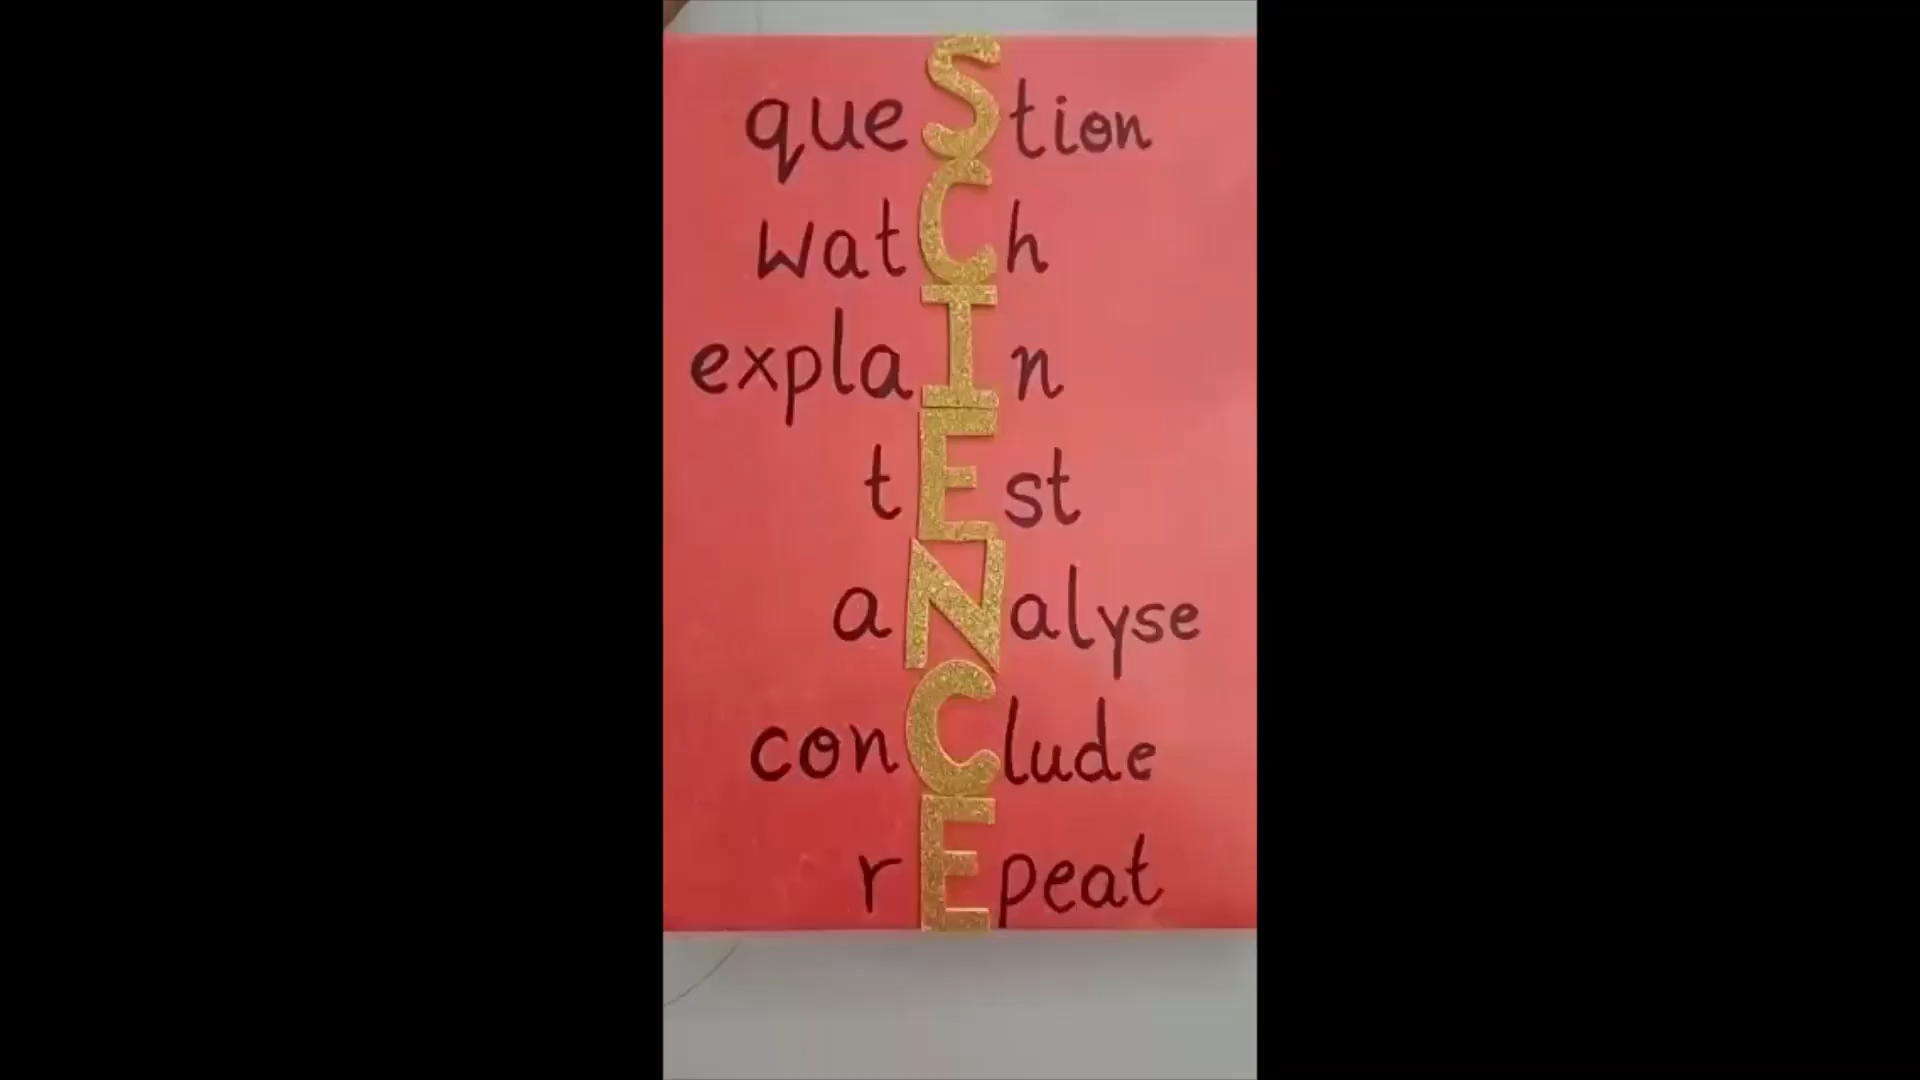 queStion
watCh
explaIn
tEst
aNalyse
conClude
rEpeat